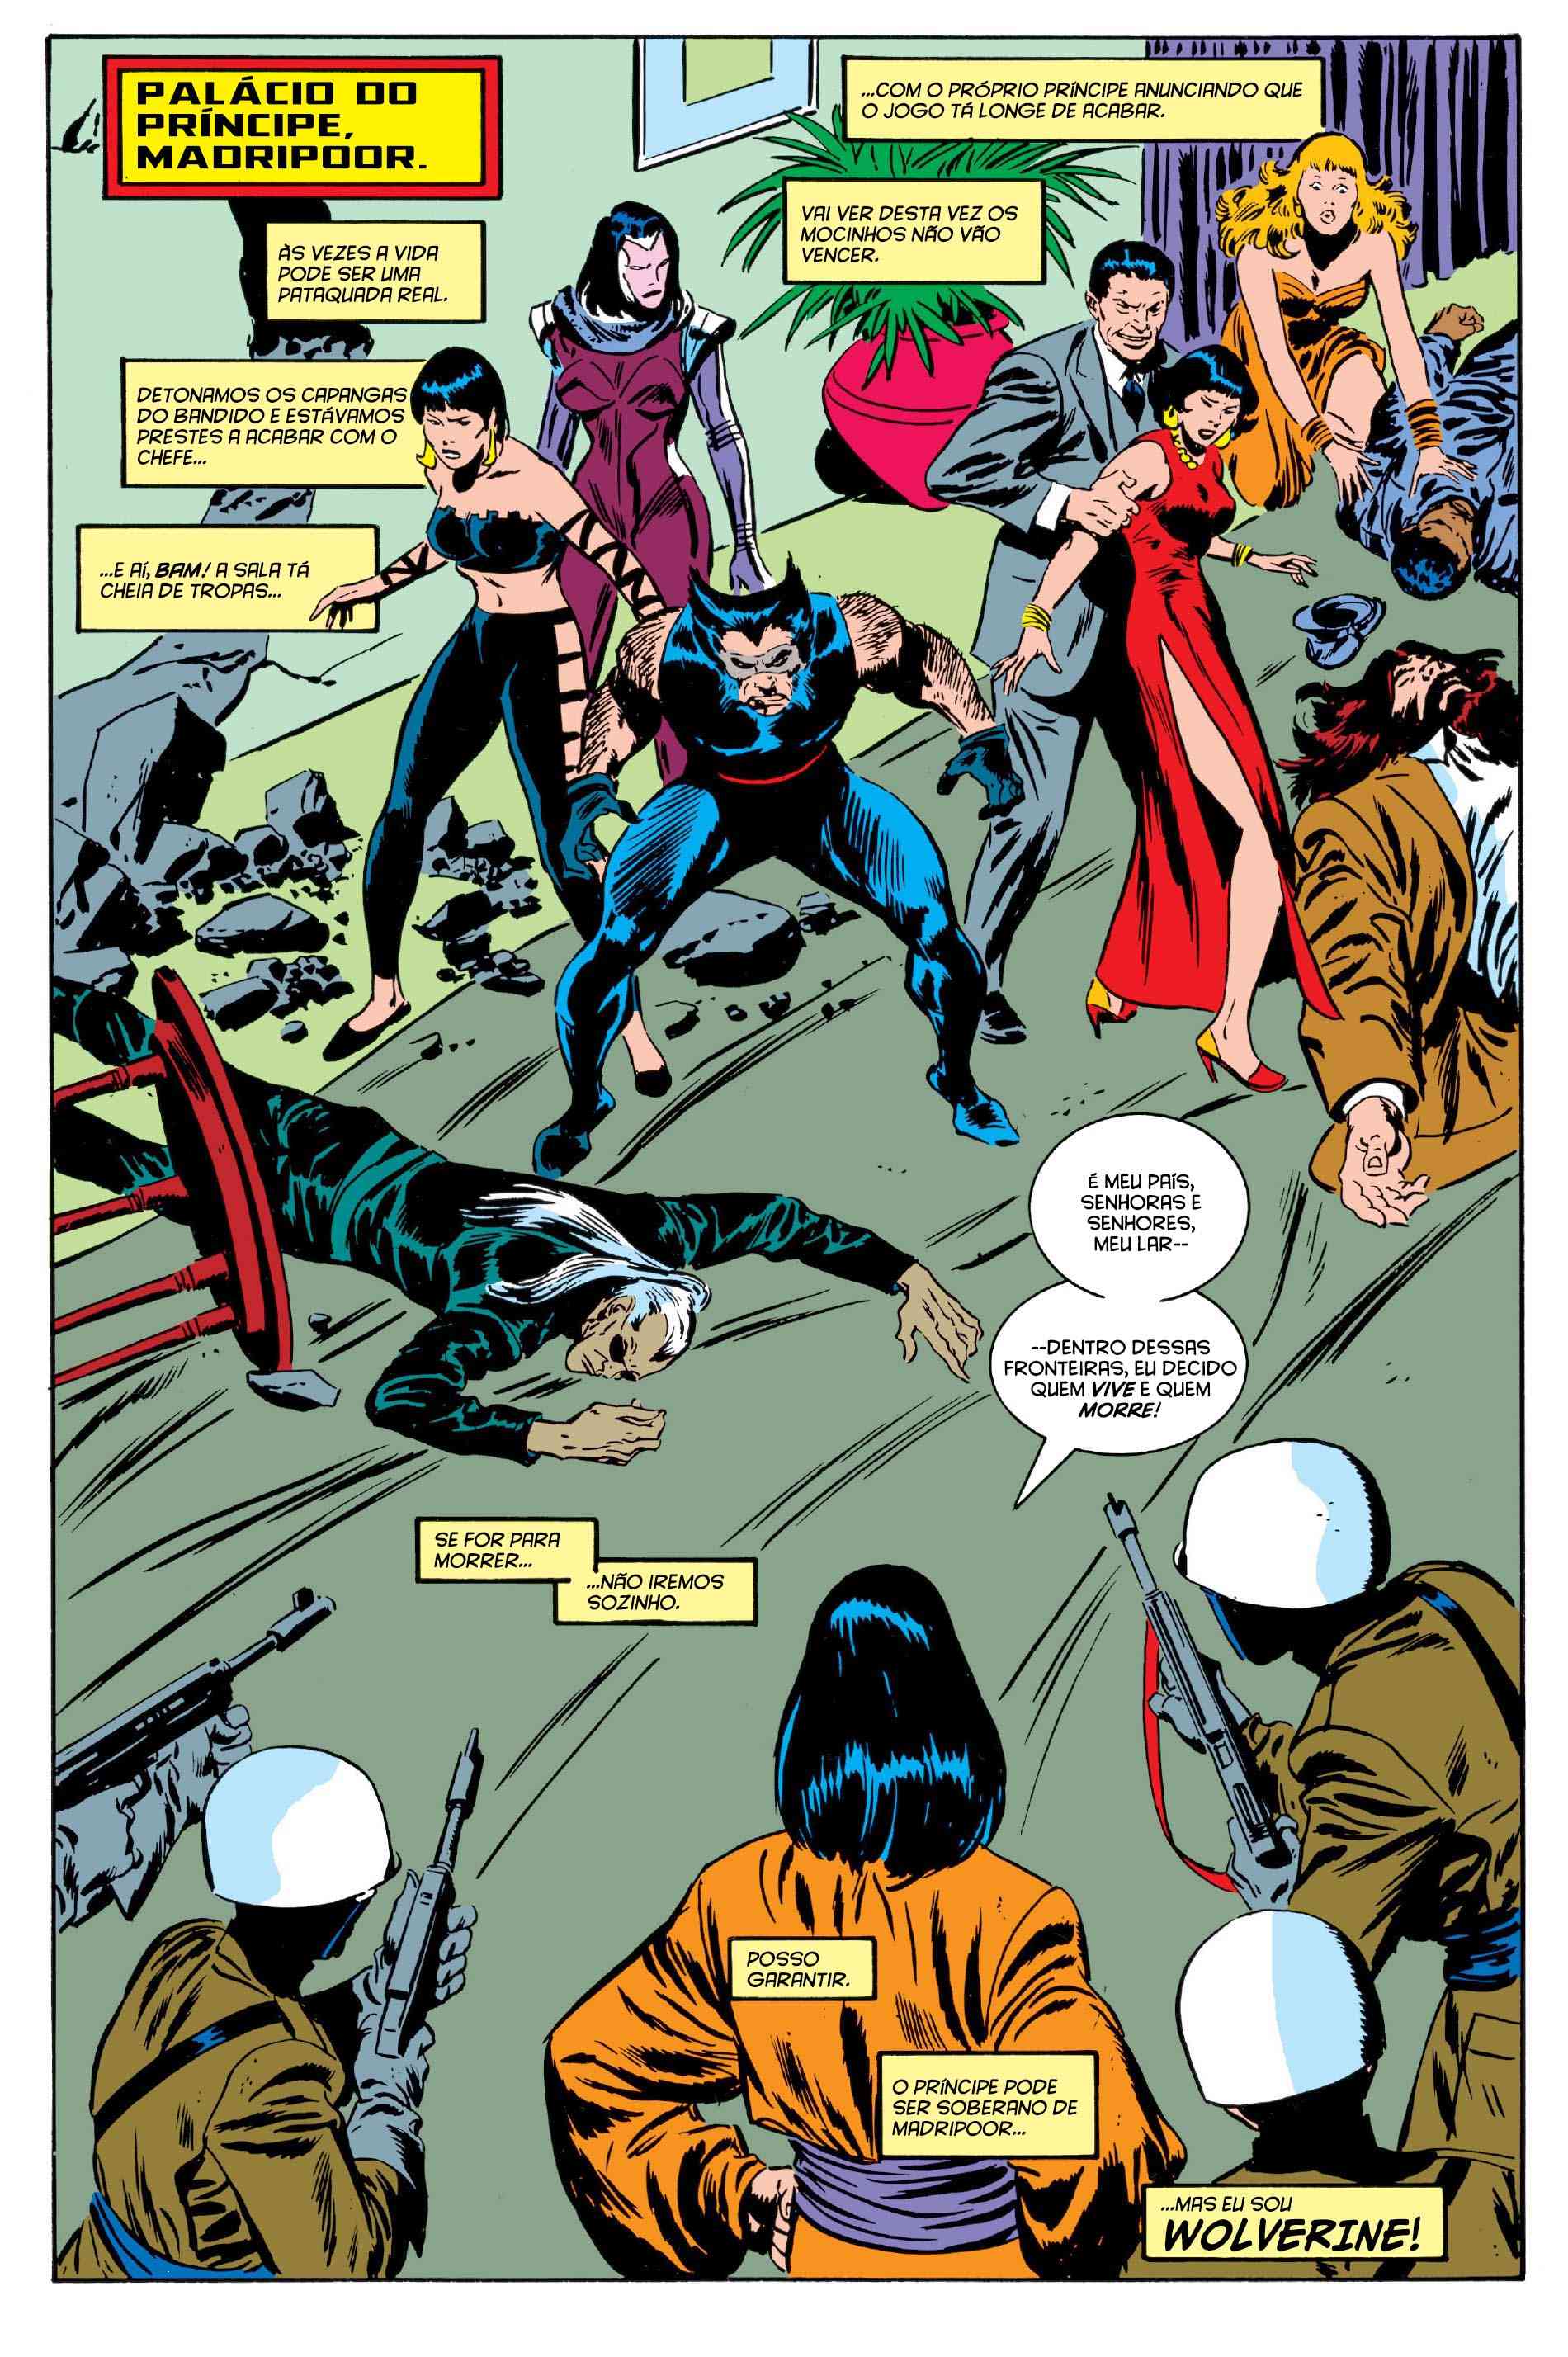 PALÁCIO DO
PRÍNCIPE,
MADRIPOOR.
ÀS VEZES A VIDA
PODE SER UMA
PATAQUADA REAL.
DETONAMOS OS CAPANGAS
DO BANDIDO E ESTÁVAMOS
PRESTES A ACABAR COM O
CHEFE...
...E AÍ, BAM! A SALA TÁ
CHEIA DE TROPAS...
...COM O PRÓPRIO PRÍNCIPE ANUNCIANDO QUE
O JOGO TÁ LONGE DE ACABAR.
VAI VER DESTA VEZ OS
MOCINHOS NÃO VÃO
VENCER.
É MEU PAÍS,
SENHORAS E
SENHORES,
MEU LAR--
--DENTRO DESSAS
FRONTEIRAS, EU DECIDO
QUEM VIVE E QUEM
MORRE!
SE FOR PARA
MORRER...
...NÃO IREMOS
SOZINHO.
POSSO
GARANTIR.
O PRÍNCIPE PODE
SER SOBERANO DE
MADRIPOOR...
...MAS EU SOU
WOLVERINE!